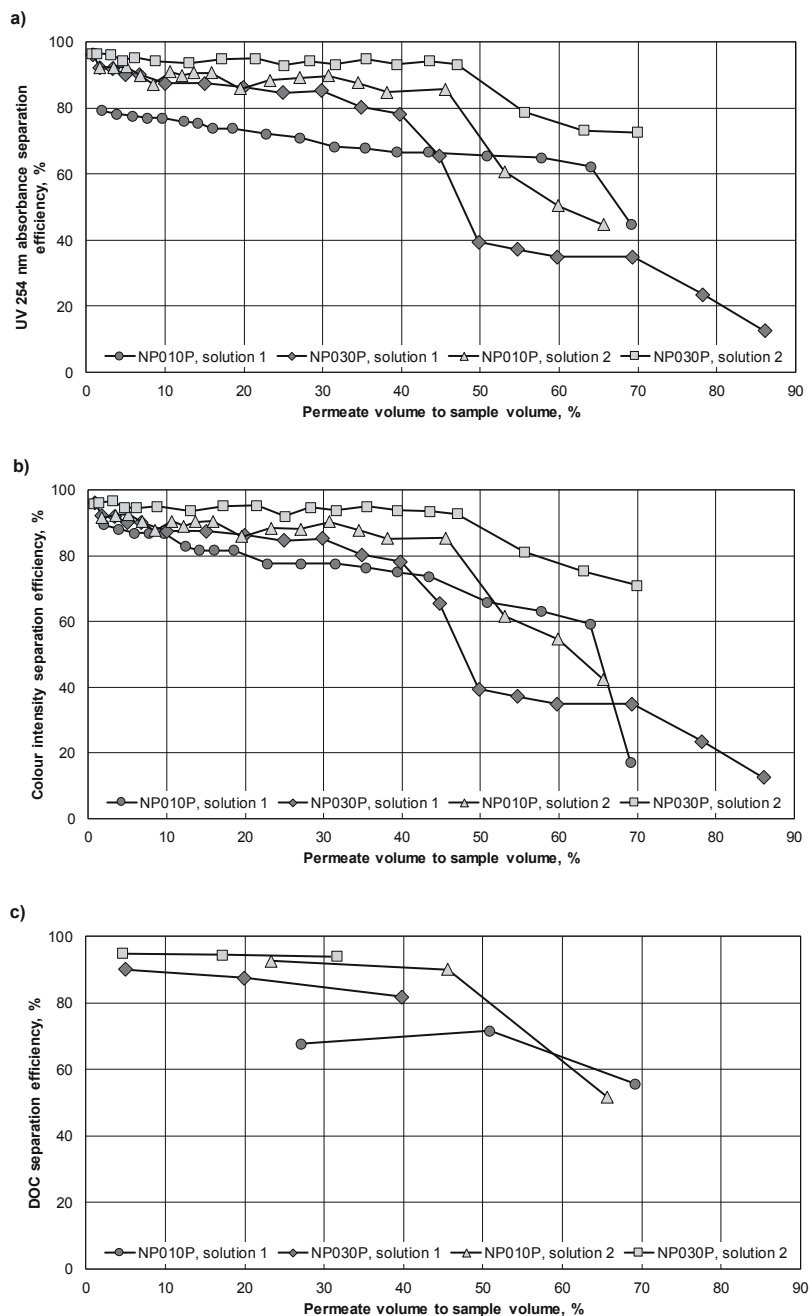 a)
UV 254 nm absorbance separation
efficiency, %
100
80
60
40
20
0
NP010P, solution 1 NP030P, solution 1 NP010P, solution 2 NP030P, solution 2
0 10 20 30 40 50 60 70 80 90
Permeate volume to sample volume, %
b)
Colour intensity separation efficiency, %
100
80
60
40
20
0
NP010P, solution 1 NP030P, solution 1 NP010P, solution 2 NP030P, solution 2
0 10 20 30 40 50 60 70 80 90
Permeate volume to sample volume, %
c)
DOC separation efficiency, %
100
80
60
40
20
0
NP010P, solution 1 NP030P, solution 1 NP010P, solution 2 NP030P, solution 2
0 10 20 30 40 50 60 70 80 90
Permeate volume to sample volume, %